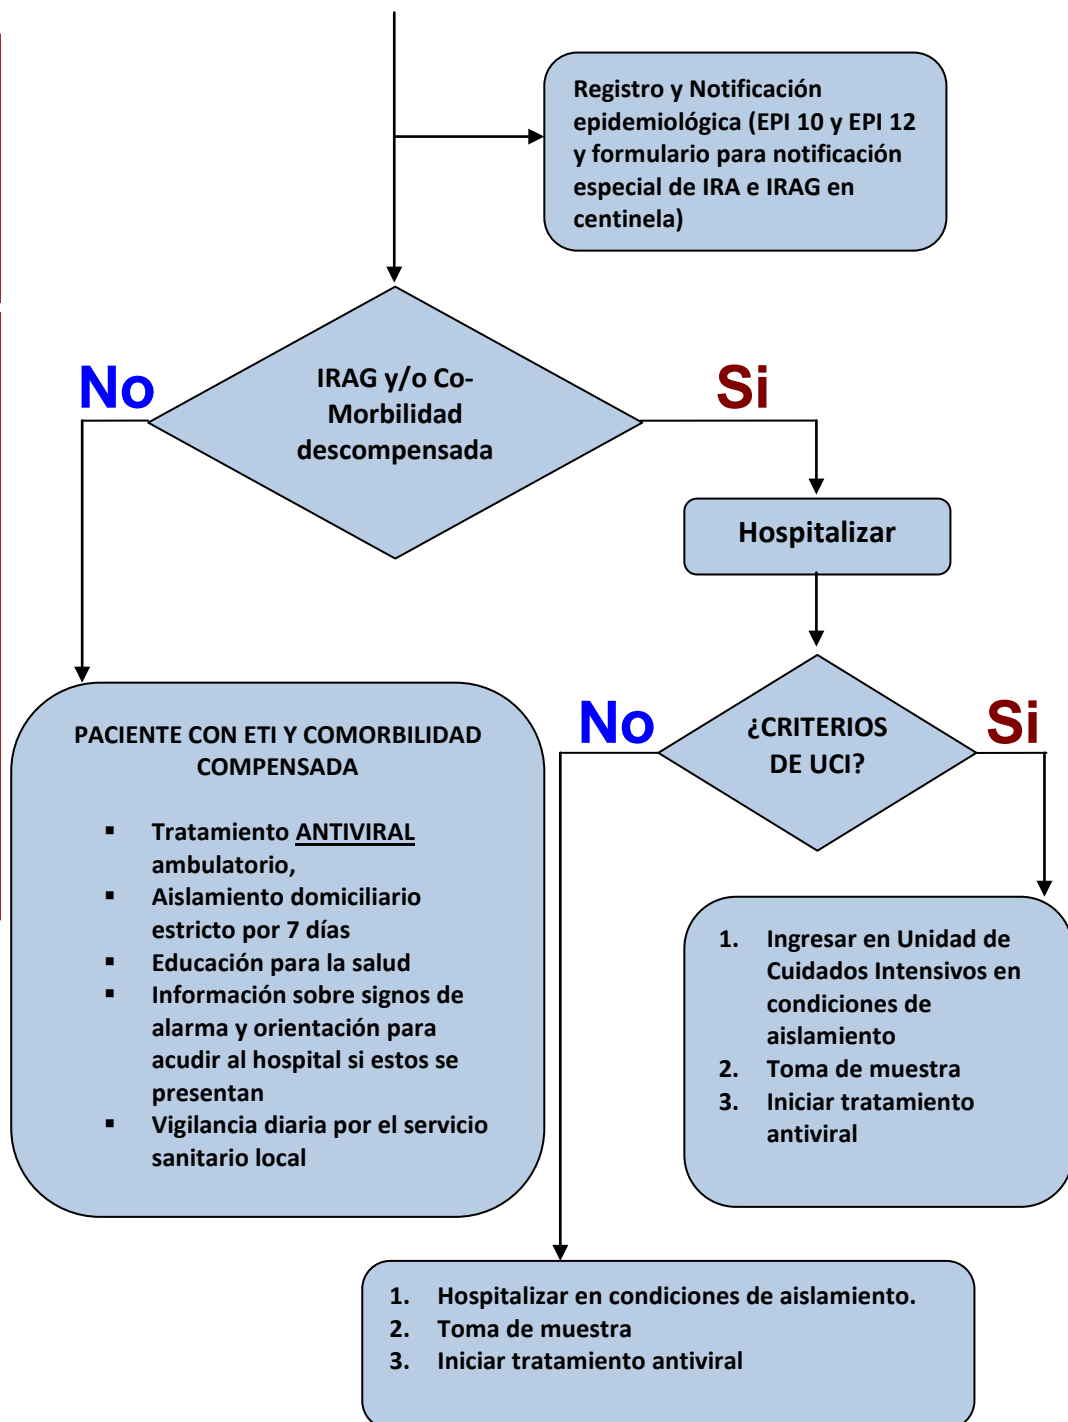 Registro y Notificación
epidemiológica (EPI 10 y EPI 12
y formulario para notificación
especial de IRA e IRAG en
centinela)
No
IRAG y/o Co-
Morbilidad
descompensada
Si
Hospitalizar
No
¿CRITERIOS
DE UCI?
Si
PACIENTE CON ETI Y COMORBILIDAD
COMPENSADA
▪ Tratamiento ANTIVIRAL
ambulatorio,
▪ Aislamiento domiciliario
estricto por 7 días
▪ Educación para la salud
▪ Información sobre signos de
alarma y orientación para
acudir al hospital si estos se
presentan
▪ Vigilancia diaria por el servicio
sanitario local
1. Ingresar en Unidad de
Cuidados Intensivos en
condiciones de
aislamiento
2. Toma de muestra
3. Iniciar tratamiento
antiviral
1. Hospitalizar en condiciones de aislamiento.
2. Toma de muestra
3. Iniciar tratamiento antiviral